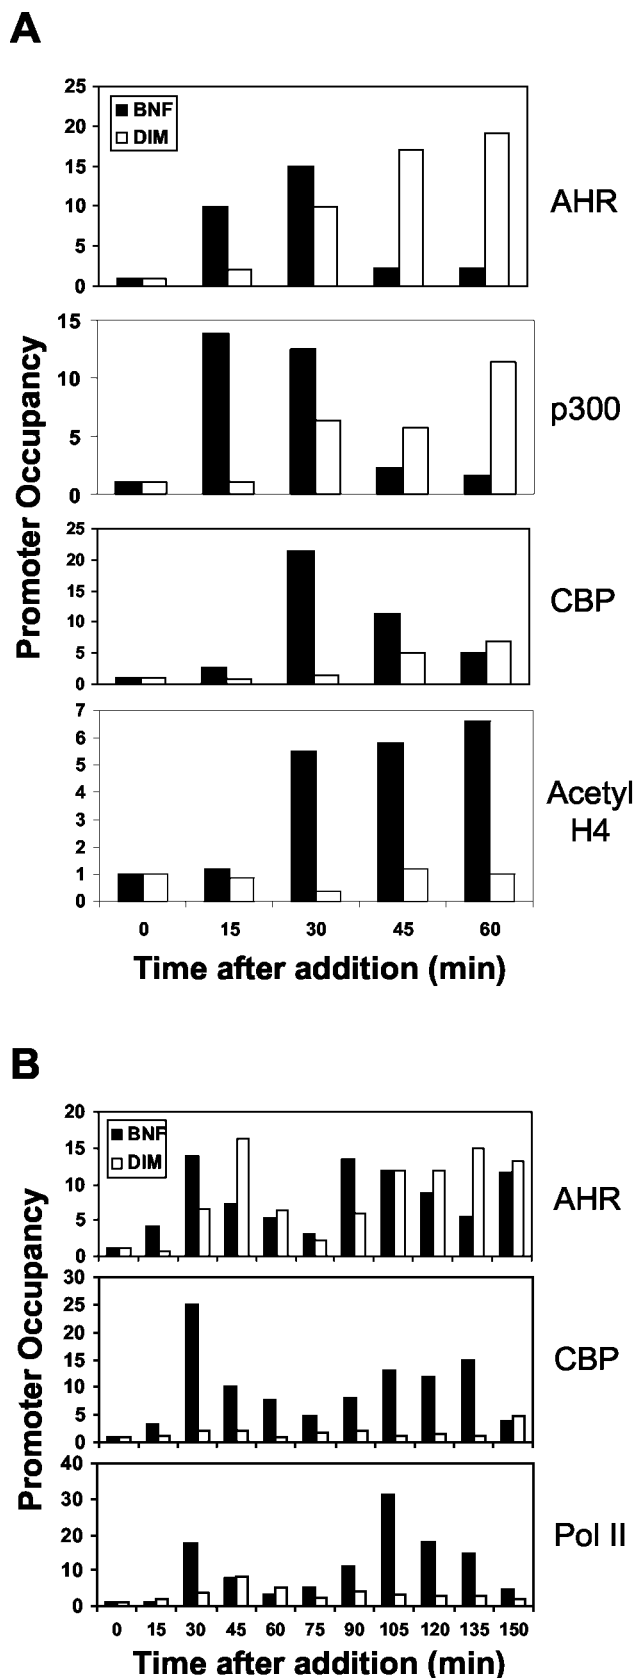 A
25
20
15
10
5
0
BNF
DIM
AHR
15
10
5
0
p300
25
20
15
10
5
0
CBP
7
6
5
4
3
2
1
0
Acetyl
H4
Promoter Occupancy
0 15 30 45 60
Time after addition (min)
B
20
15
10
5
0
BNF
DIM
AHR
30
25
20
15
10
5
0
CBP
40
30
20
10
0
Pol II
Promoter Occupancy
0 15 30 45 60 75 90 105 120 135 150
Time after addition (min)